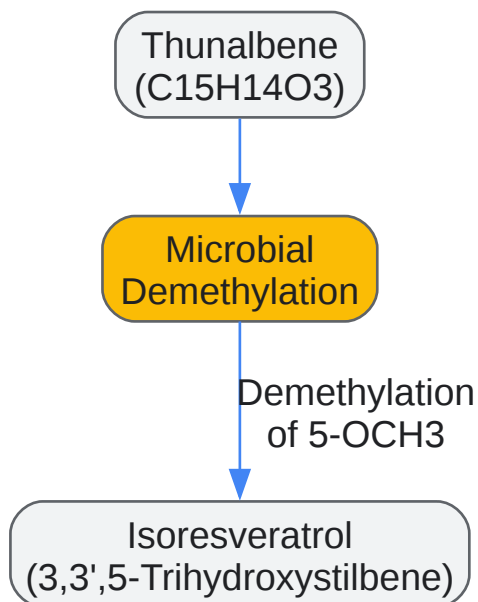 Thunalbene
(C15H14O3)
Microbial
Demethylation
Demethylation
of 5-OCH3
Isoresveratrol
(3,3',5-Trihydroxystilbene)